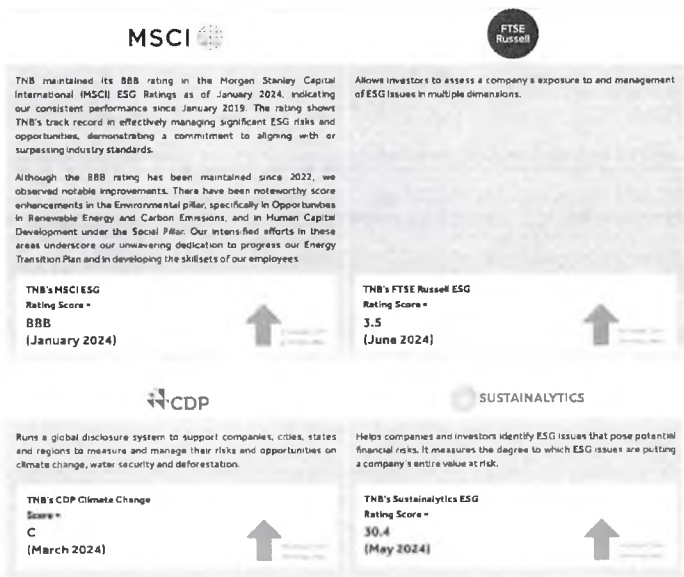 MSCI
TNB maintained its BBB rating in the Morgen Stanley Capital
International (MSCI) ESG Ratings as of January 2024, indicating
our consistent performance since January 2019. The rating shows
TNB's track record in effectively managing significant ESG risks and
opportunities, demonstrating a commitment to aligning with or
surpassing industry standards.
Although the BBB rating has been maintained since 2022, we
observed notable improvements. There have been noteworthy score
enhancements in the Environmental pillar, specifically in Opportunities
in Renewable Energy and Carbon Emissions, and in Human Capital
Development under the Social Pillar. Our intensified efforts in these
areas underscore our unwavering dedication to progress our Energy
Transition Plan and in developing the skillsets of our employees
TNB's MSCI ESG
Rating Score -
BBB
(January 2024)
FTSE
Russell
Allows investors to assess a company's exposure to and management
of ESG issues in multiple dimensions.
TNB's FTSE Russell ESG
Rating Score -
3.5
(June 2024)
CDP
Runs a global disclosure system to support companies, cities, states
and regions to measure and manage their risks and opportunities on
climate change, water security and deforestation.
TNB's CDP Climate Change
Score -
C
(March 2024)
SUSTAINALYTICS
Helps companies and investors identify ESG issues that pose potential
financial risks. It measures the degree to which ESG issues are putting
a company's entire value at risk.
TNB's Sustainalytics ESG
Rating Score -
30.4
(May 2024)